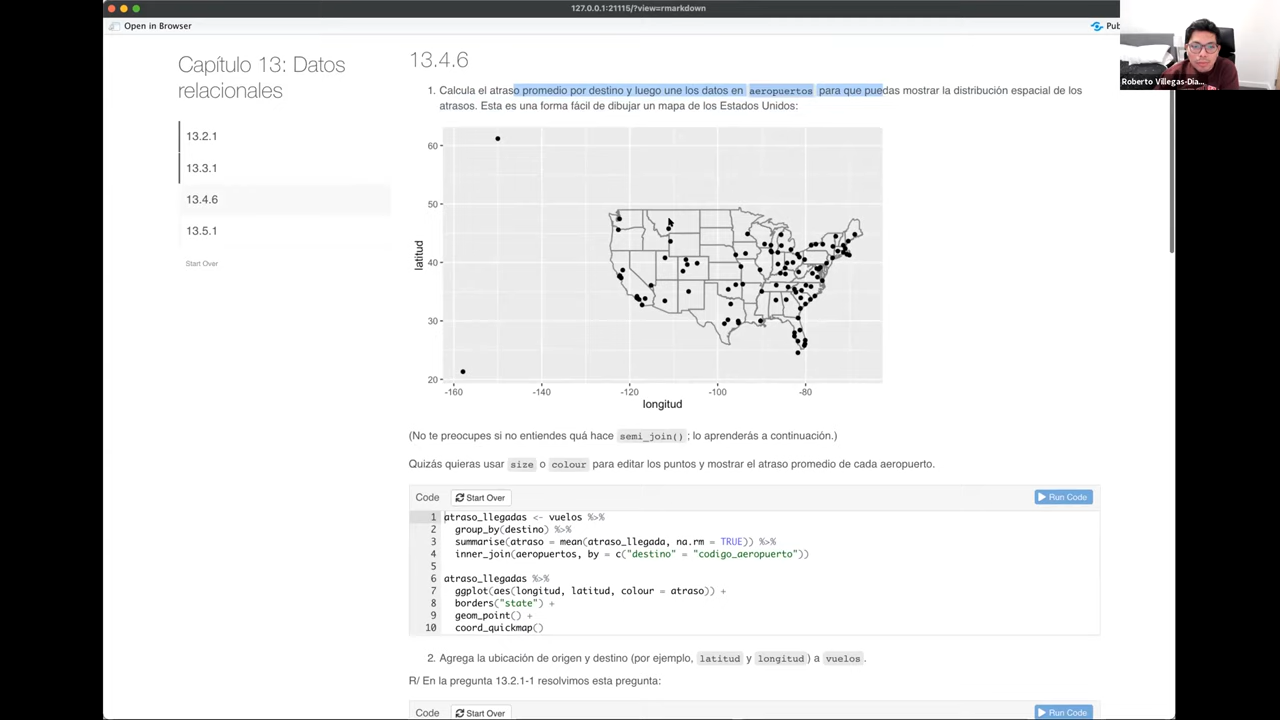 127.0.0.1:21115/?view=rmarkdown
Open in Browser
Roberto Villegas-Dia...
Capítulo 13: Datos
relacionales
13.2.1
13.3.1
13.4.6
13.5.1
Start Over
13.4.6
1. Calcula el atraso promedio por destino y luego une los datos en aeropuertos para que puedas mostrar la distribución espacial de los
atrasos. Esta es una forma fácil de dibujar un mapa de los Estados Unidos:
60
50
40
30
20
latitud
-160 -140 -120 -100 -80
longitud
(No te preocupes si no entiendes quá hace semi_join(); lo aprenderás a continuación.)
Quizás quieras usar size o colour para editar los puntos y mostrar el atraso promedio de cada aeropuerto.
Code Start Over Run Code
1 atraso_llegadas <- vuelos %>%
2 group_by(destino) %>%
3 summarise(atraso = mean(atraso_llegada, na.rm = TRUE)) %>%
4 inner_join(aeropuertos, by = c("destino" = "codigo_aeropuerto"))
5
6 atraso_llegadas %>%
7 ggplot(aes(longitud, latitud, colour = atraso)) +
8 borders("state") +
9 geom_point() +
10 coord_quickmap()
2. Agrega la ubicación de origen y destino (por ejemplo, latitud y longitud) a vuelos.
R/ En la pregunta 13.2.1-1 resolvimos esta pregunta:
Code Start Over Run Code